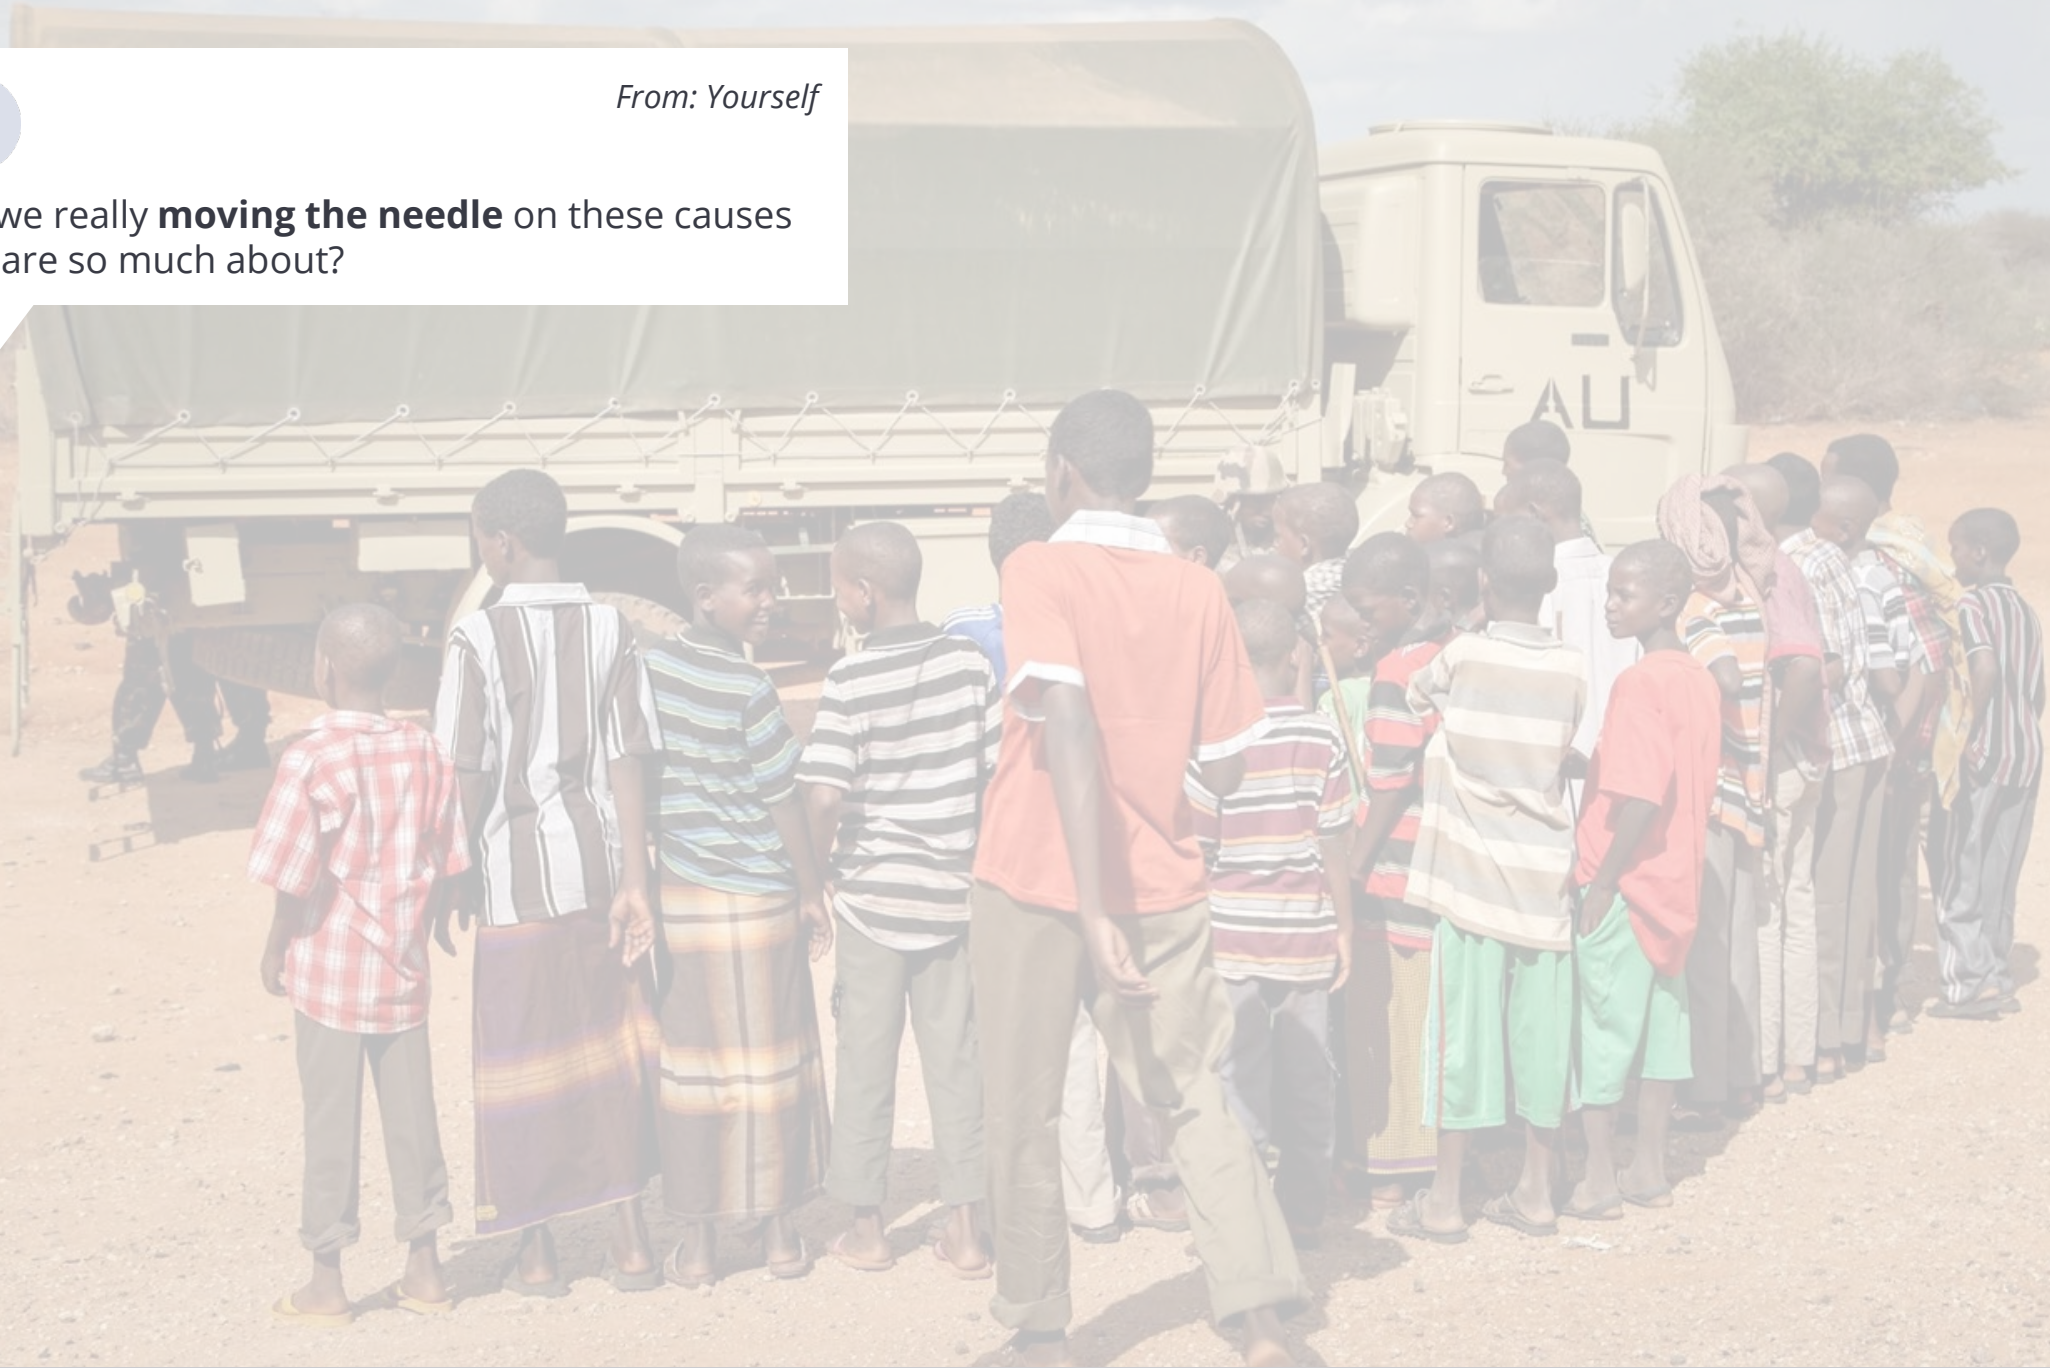 From: Yourself
we really moving the needle on these causes
are so much about?
AU